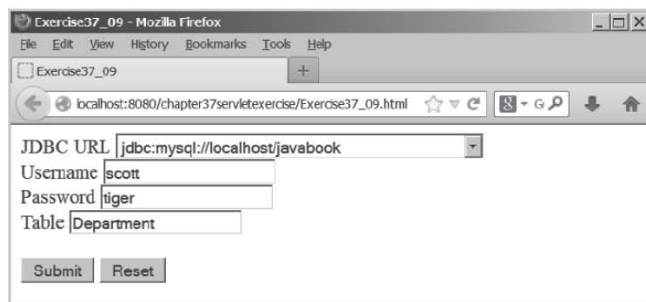 Exercise37_09 - Mozilla Firefox
File Edit View History Bookmarks Tools Help
Exercise37_09 +
localhost:8080/chapter37servletexercise/Exercise37_09.html 8 - G
JDBC URL jdbc:mysql://localhost/javabook
Username scott
Password tiger
Table Department
Submit Reset